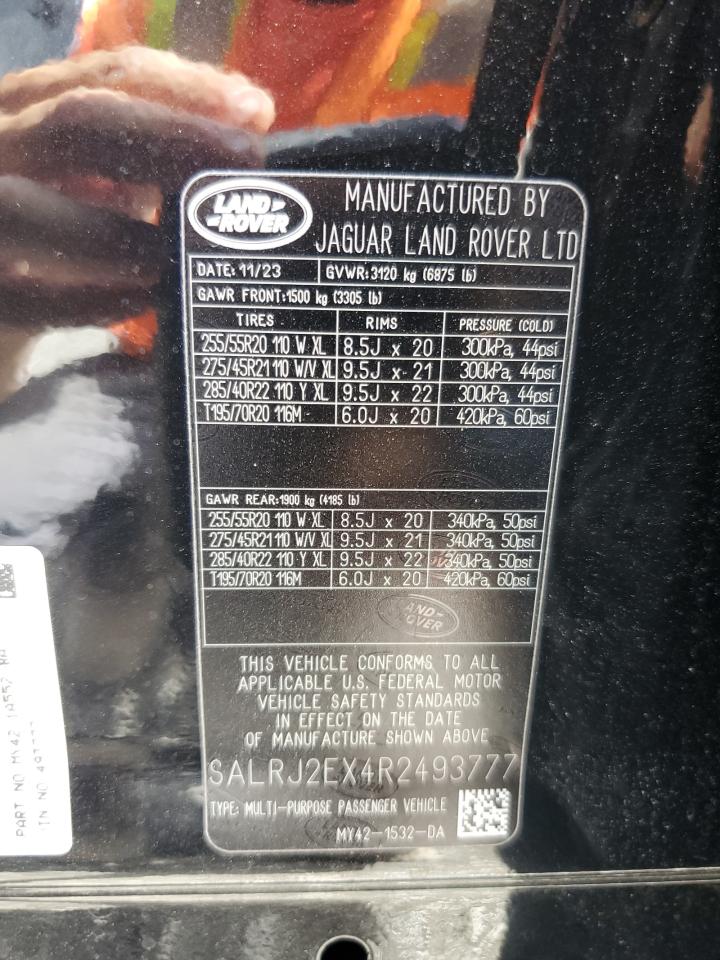 LAND ROVER
MANUFACTURED BY
JAGUAR LAND ROVER LTD
DATE: 11/23 GVWR: 3120 kg (6875 lb)
GAWR FRONT: 1500 kg (3305 lb)
TIRES RIMS PRESSURE (COLD)
255/55R20 110 W XL 8.5J x 20 300kPa, 44psi
275/45R21 110 W/V XL 9.5J x 21 300kPa, 44psi
285/40R22 110 Y XL 9.5J x 22 300kPa, 44psi
T195/70R20 116M 6.0J x 20 420kPa, 60psi
GAWR REAR: 1900 kg (4185 lb)
255/55R20 110 W XL 8.5J x 20 340kPa, 50psi
275/45R21 110 W/V XL 9.5J x 21 340kPa, 50psi
285/40R22 110 Y XL 9.5J x 22 340kPa, 50psi
T195/70R20 116M 6.0J x 20 420kPa, 60psi
LAND ROVER
THIS VEHICLE CONFORMS TO ALL
APPLICABLE U.S. FEDERAL MOTOR
VEHICLE SAFETY STANDARDS
IN EFFECT ON THE DATE
OF MANUFACTURE SHOWN ABOVE
SALRJ2EX4R2493777
TYPE: MULTI-PURPOSE PASSENGER VEHICLE
MY42-1532-DA
PART NO MY42